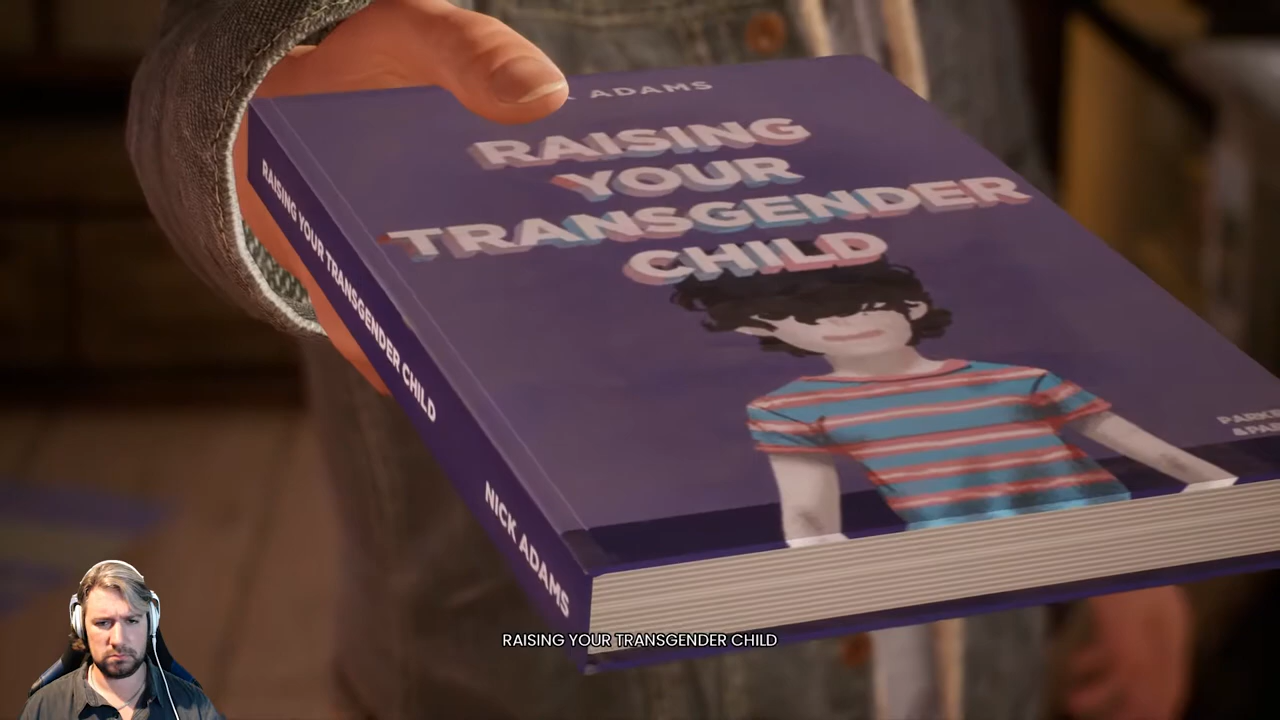 ADAMS
RAISING
YOUR
TRANSGENDER
CHILD
RAISING YOUR TRANSGENDER CHILD
NICK ADAMS
RAISING YOUR TRANSGENDER CHILD